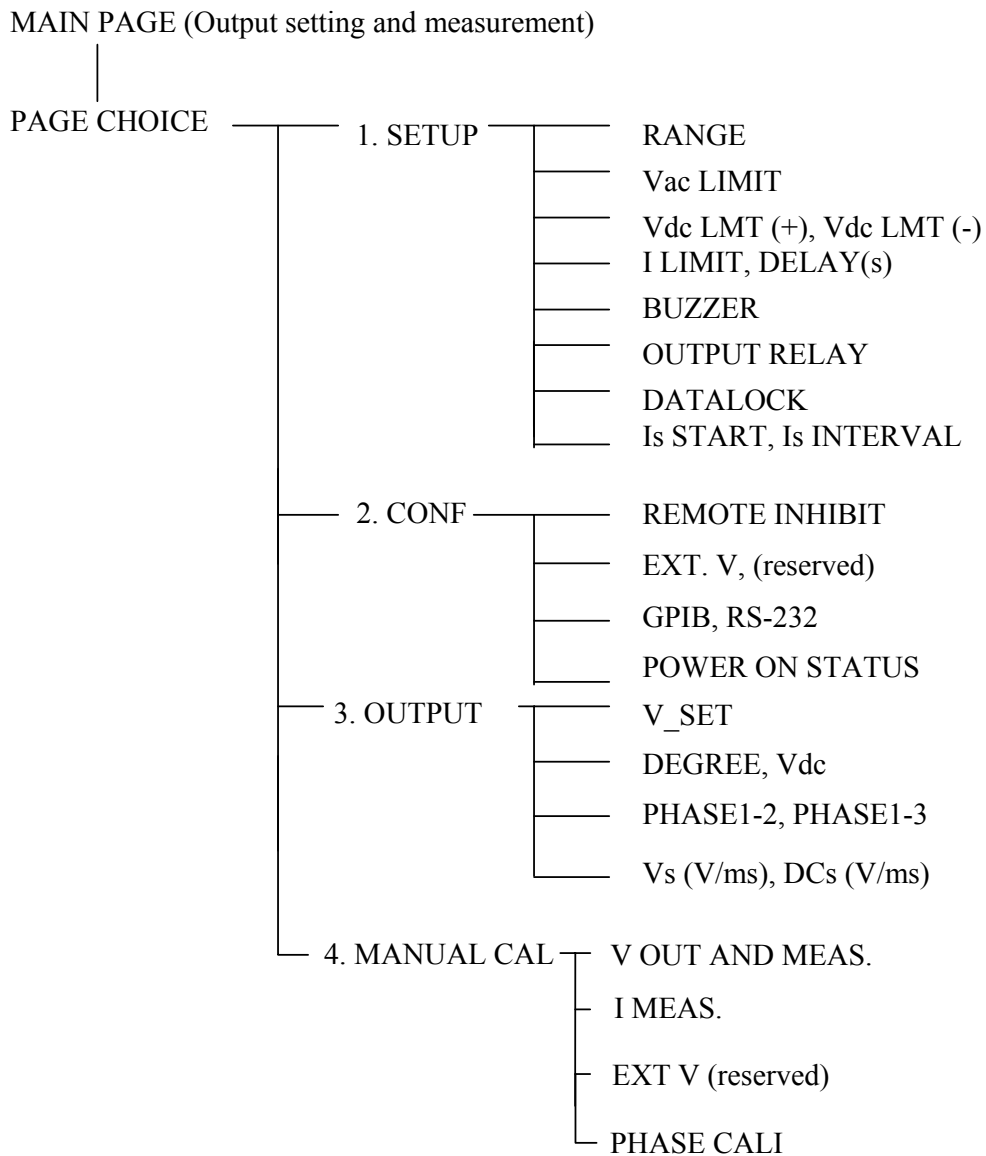 MAIN PAGE (Output setting and measurement)
PAGE CHOICE
1. SETUP
RANGE
Vac LIMIT
Vdc LMT (+), Vdc LMT (-)
I LIMIT, DELAY(s)
BUZZER
OUTPUT RELAY
DATALOCK
Is START, Is INTERVAL
2. CONF
REMOTE INHIBIT
EXT. V, (reserved)
GPIB, RS-232
POWER ON STATUS
3. OUTPUT
V_SET
DEGREE, Vdc
PHASE1-2, PHASE1-3
Vs (V/ms), DCs (V/ms)
4. MANUAL CAL
V OUT AND MEAS.
I MEAS.
EXT V (reserved)
PHASE CALI